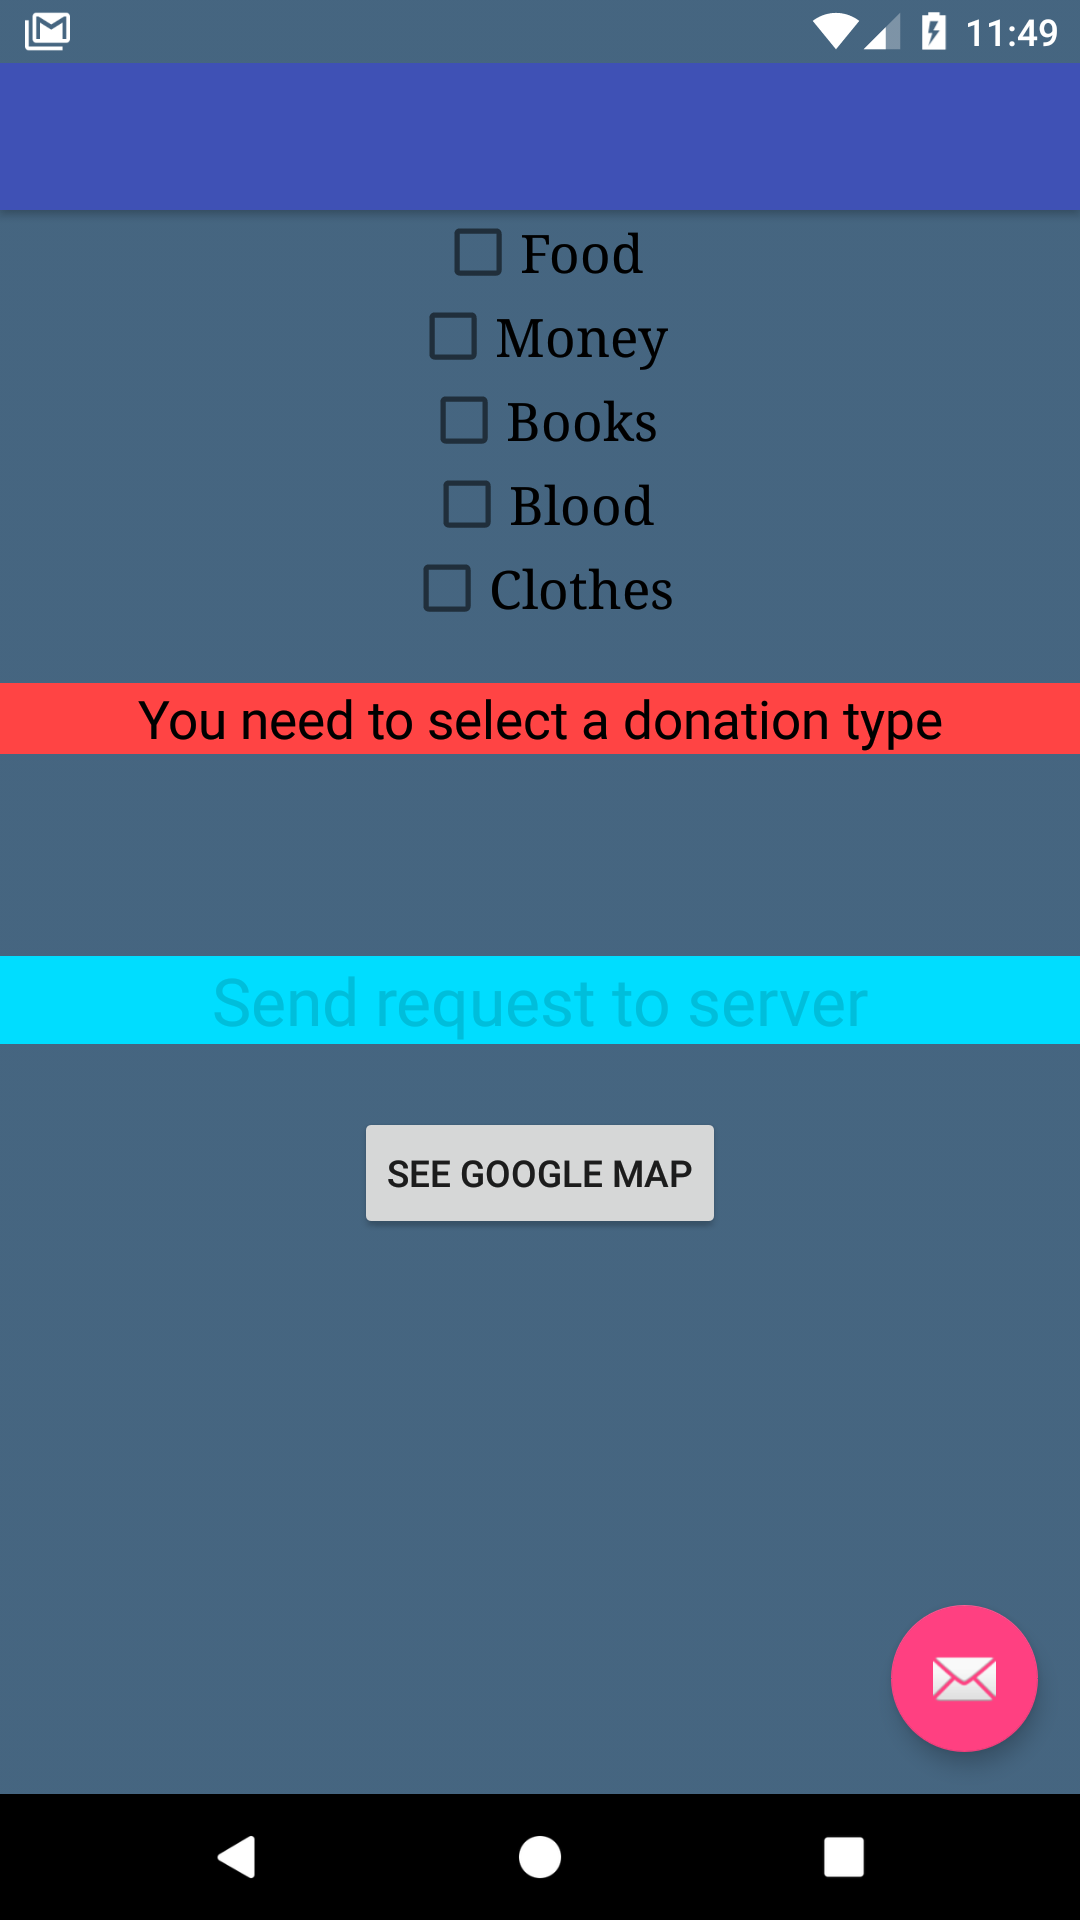 11:49
Food
Money
Books
Blood
Clothes
You need to select a donation type
Send request to server
SEE GOOGLE MAP